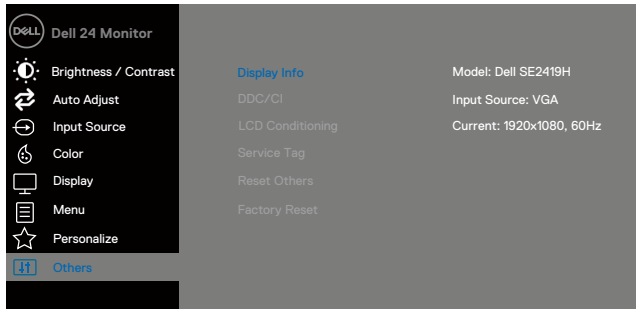 DELL Dell 24 Monitor
Brightness / Contrast Display Info Model: Dell SE2419H
Auto Adjust DDC/CI Input Source: VGA
Input Source LCD Conditioning Current: 1920x1080, 60Hz
Color Service Tag
Display Reset Others
Menu Factory Reset
Personalize
Others